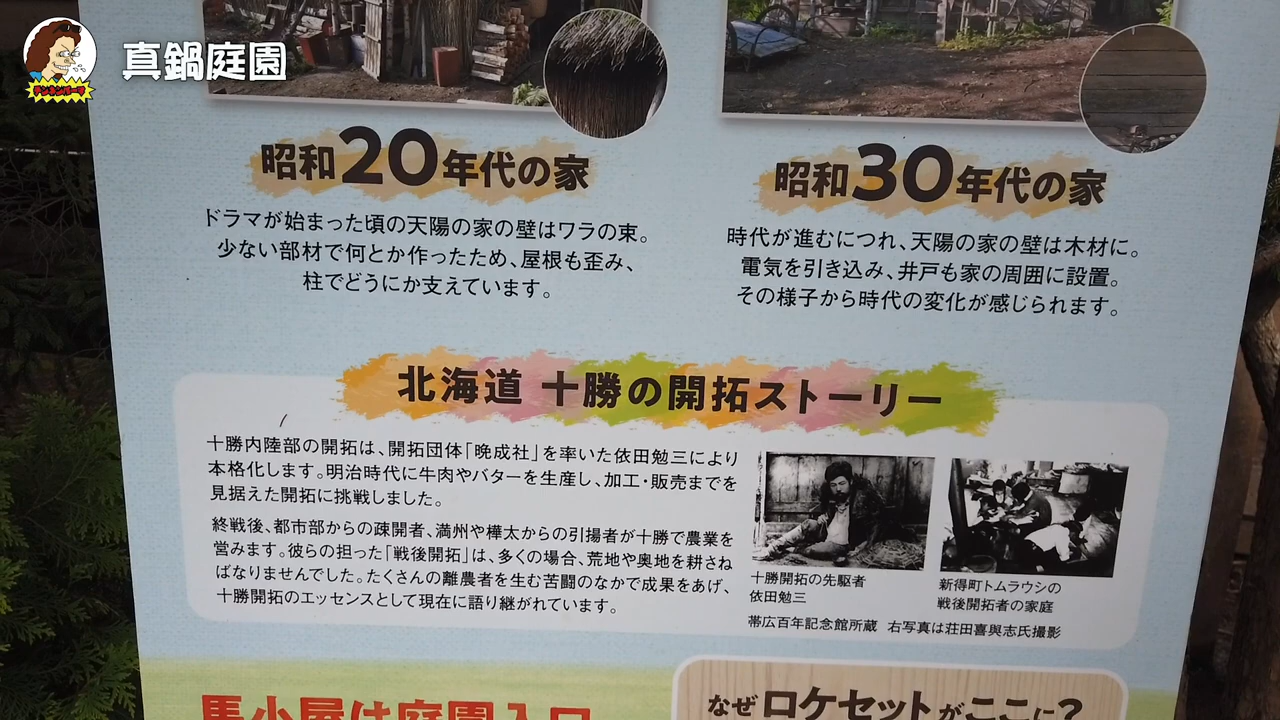 真鍋庭園
昭和20年代の家
ドラマが始まった頃の天陽の家の壁はワラの束。
少ない部材で何とか作ったため、屋根も歪み、
柱でどうにか支えています。
昭和30年代の家
時代が進むにつれ、天陽の家の壁は木材に。
電気を引き込み、井戸も家の周囲に設置。
その様子から時代の変化が感じられます。
北海道 十勝の開拓ストーリー
十勝内陸部の開拓は、開拓団体「晩成社」を率いた依田勉三により
本格化します。明治時代に牛肉やバターを生産し、加工・販売までを
見据えた開拓に挑戦しました。
終戦後、都市部からの疎開者、満州や樺太からの引揚者が十勝で農業を
営みます。彼らの担った「戦後開拓」は、多くの場合、荒地や奥地を耕さね
ばなりませんでした。たくさんの離農者を生む苦闘のなかで成果をあげ、
十勝開拓のエッセンスとして現在に語り継がれています。
十勝開拓の先駆者
依田勉三
新得町トムラウシの
戦後開拓者の家庭
帯広百年記念館所蔵 右写真は荘田喜與志氏撮影
馬小屋は庭園入口
なぜロケセットがここに?